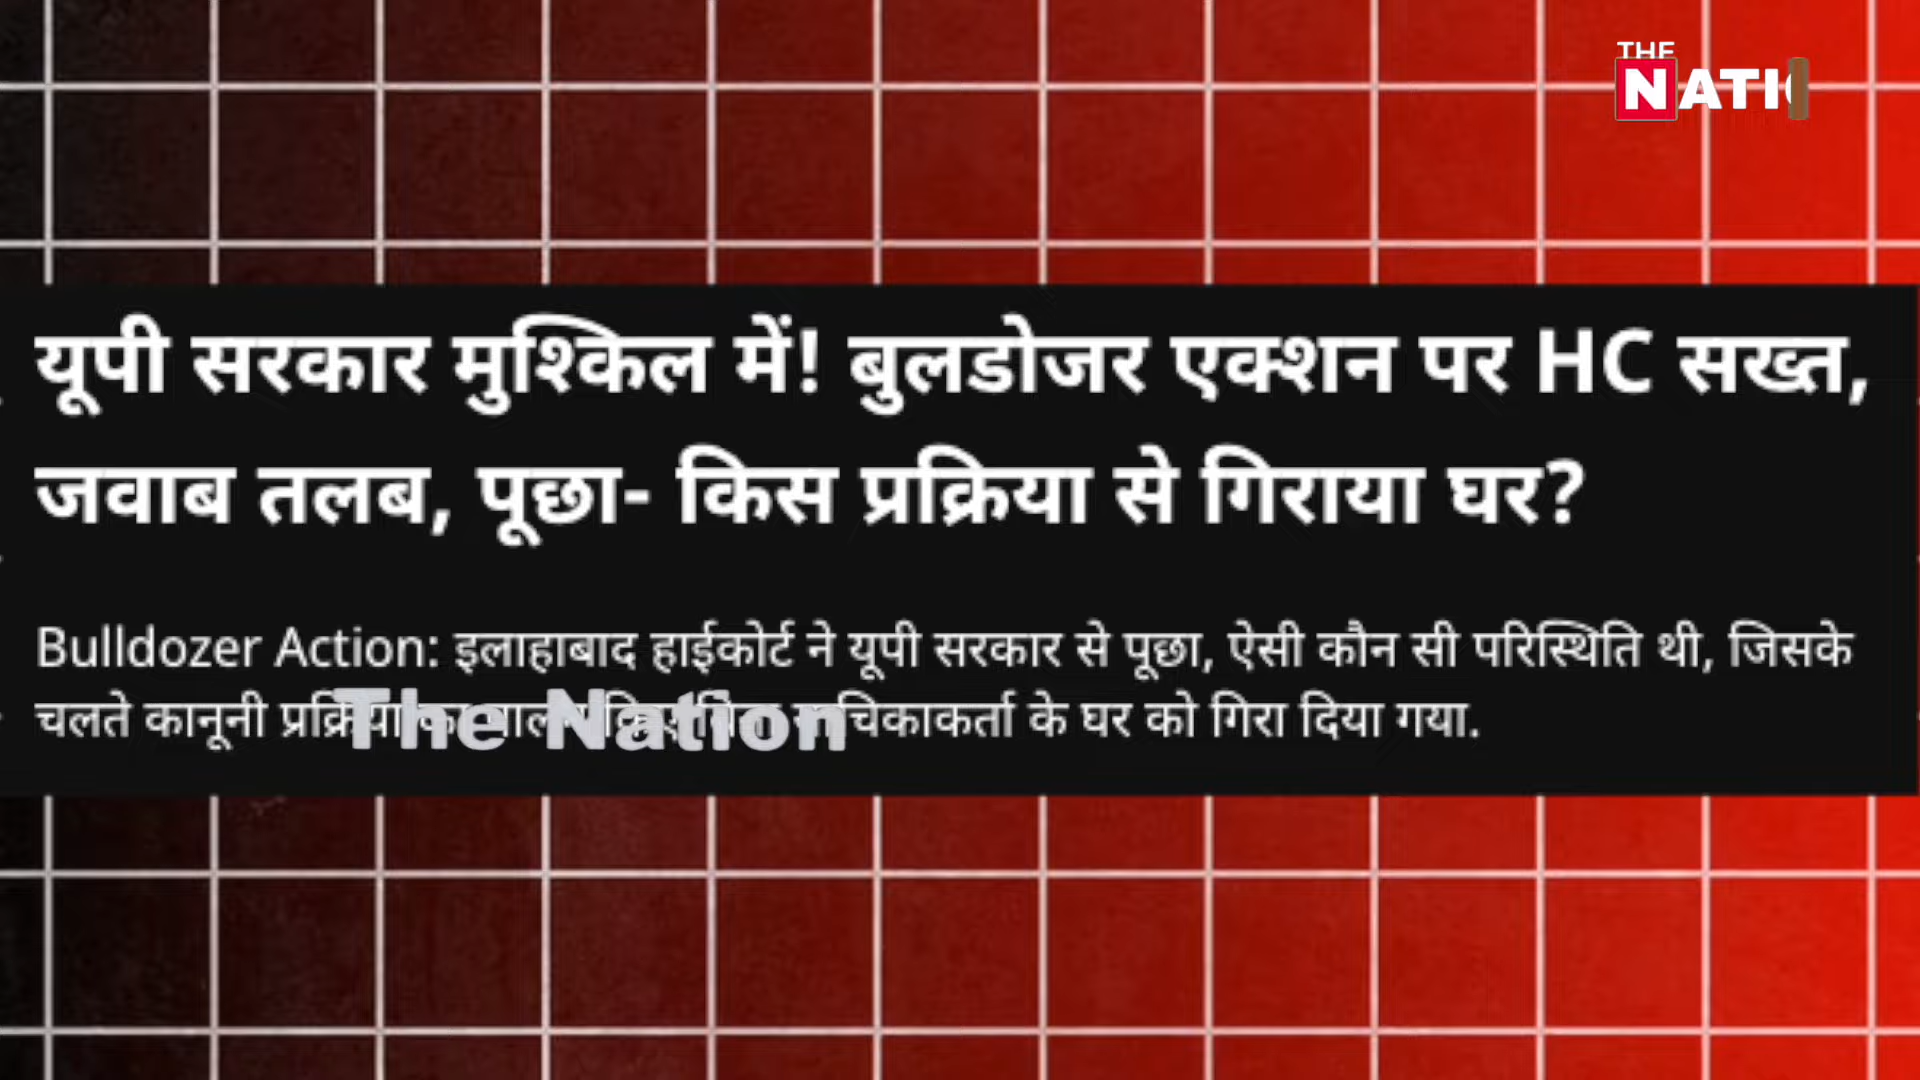 THE
NATI
यूपी सरकार मुश्किल में! बुलडोजर एक्शन पर HC सख्त,
जवाब तलब, पूछा- किस प्रक्रिया से गिराया घर?
Bulldozer Action: इलाहाबाद हाईकोर्ट ने यूपी सरकार से पूछा, ऐसी कौन सी परिस्थिति थी, जिसके
चलते कानूनी प्रक्रिया के घर को गिरा दिया गया.
The Nation